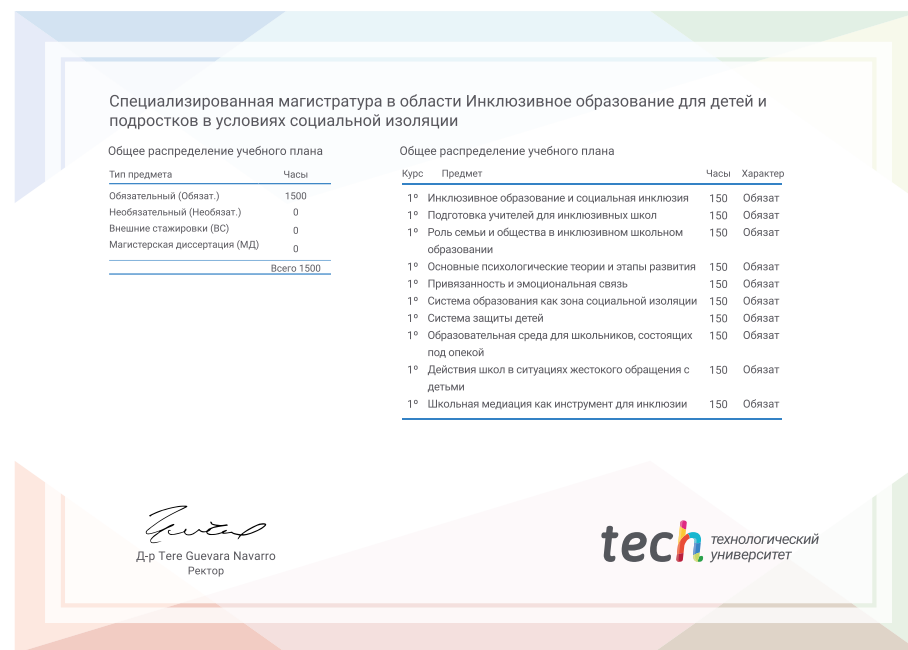 Специализированная магистратура в области Инклюзивное образование для детей и
подростков в условиях социальной изоляции
Общее распределение учебного плана
Тип предмета Часы
Обязательный (Обязат.) 1500
Необязательный (Необязат.) 0
Внешние стажировки (ВС) 0
Магистерская диссертация (МД) 0
Всего 1500
Общее распределение учебного плана
Курс Предмет Часы Характер
1º Инклюзивное образование и социальная инклюзия 150 Обязат
1º Подготовка учителей для инклюзивных школ 150 Обязат
1º Роль семьи и общества в инклюзивном школьном 150 Обязат
образовании
1º Основные психологические теории и этапы развития 150 Обязат
1º Привязанность и эмоциональная связь 150 Обязат
1º Система образования как зона социальной изоляции 150 Обязат
1º Система защиты детей 150 Обязат
1º Образовательная среда для школьников, состоящих 150 Обязат
под опекой
1º Действия школ в ситуациях жестокого обращения с 150 Обязат
детьми
1º Школьная медиация как инструмент для инклюзии 150 Обязат
Д-р Tere Guevara Navarro
Ректор
tech технологический
университет